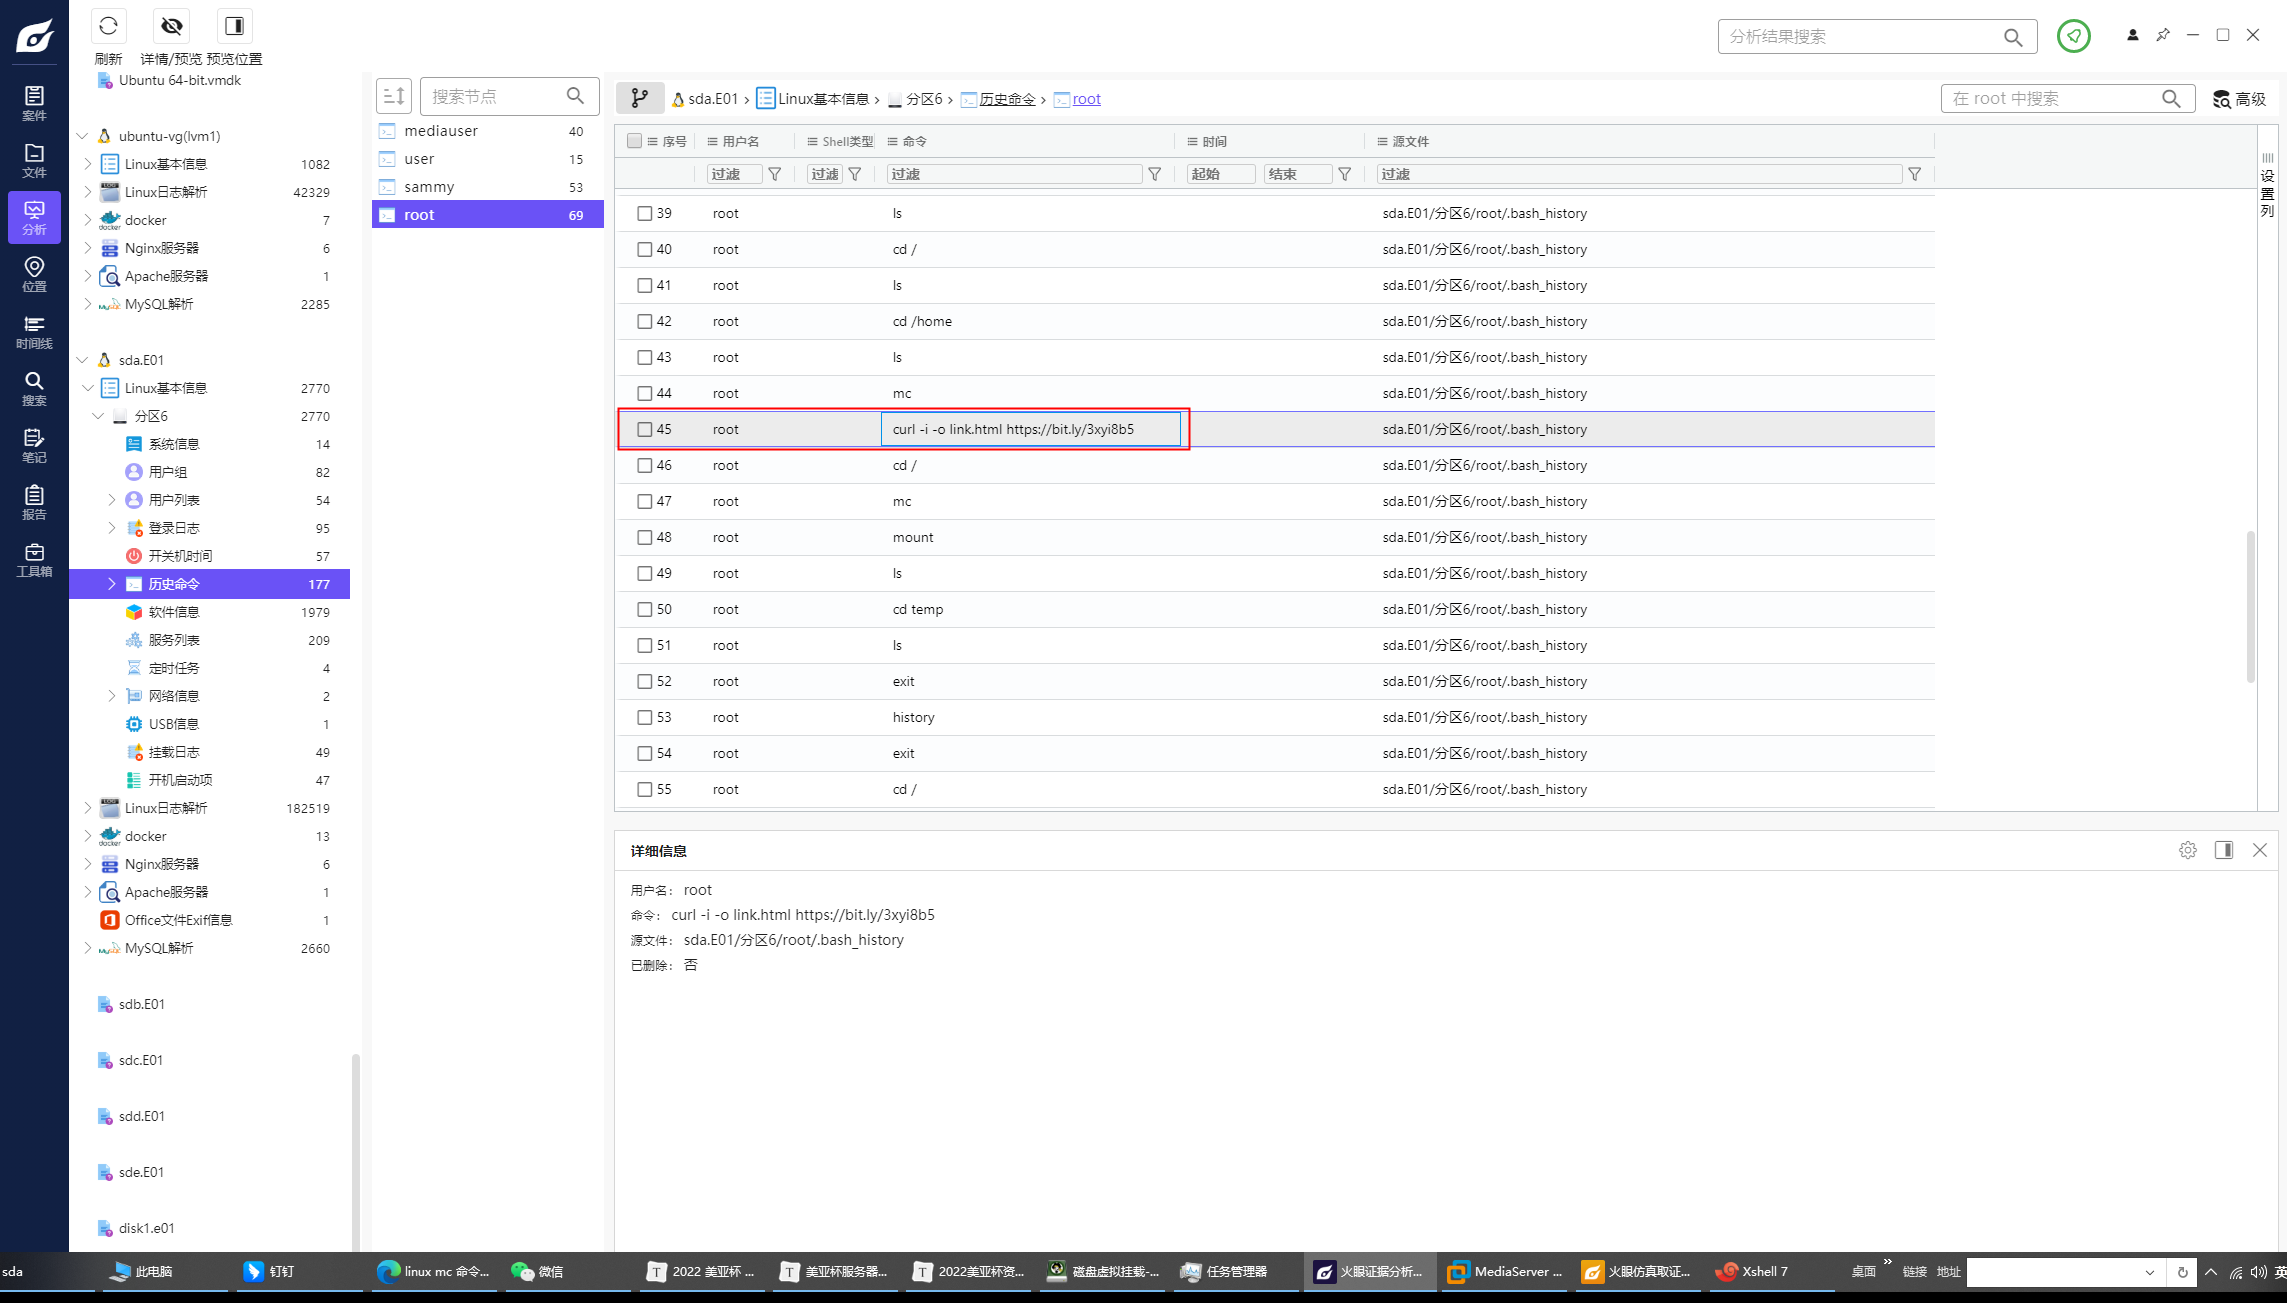 刷新
详情/预览
预览位置
分析结果搜索
案件
文件
分析
位置
时间线
搜索
笔记
报告
工具箱
Ubuntu 64-bit.vmdk
ubuntu-vg(lvm1)
Linux基本信息 1082
Linux日志解析 42329
docker 7
Nginx服务器 6
Apache服务器 1
MySQL解析 2285
sda.E01
Linux基本信息 2770
分区6 2770
系统信息 14
用户组 82
用户列表 54
登录日志 95
开关机时间 57
历史命令 177
软件信息 1979
服务列表 209
定时任务 4
网络信息 2
USB信息 1
挂载日志 49
开机启动项 47
Linux日志解析 182519
docker 13
Nginx服务器 6
Apache服务器 1
Office文件Exif信息 1
MySQL解析 2660
sdb.E01
sdc.E01
sdd.E01
sde.E01
disk1.e01
搜索节点
mediauser 40
user 15
sammy 53
root 69
sda.E01 › Linux基本信息 › 分区6 › 历史命令 › root
在 root 中搜索
高级
序号 用户名 Shell类型 命令 时间 源文件
过滤 过滤 过滤 起始 结束 过滤
设置列
39 root ls sda.E01/分区6/root/.bash_history
40 root cd / sda.E01/分区6/root/.bash_history
41 root ls sda.E01/分区6/root/.bash_history
42 root cd /home sda.E01/分区6/root/.bash_history
43 root ls sda.E01/分区6/root/.bash_history
44 root mc sda.E01/分区6/root/.bash_history
45 root curl -i -o link.html https://bit.ly/3xyi8b5 sda.E01/分区6/root/.bash_history
46 root cd / sda.E01/分区6/root/.bash_history
47 root mc sda.E01/分区6/root/.bash_history
48 root mount sda.E01/分区6/root/.bash_history
49 root ls sda.E01/分区6/root/.bash_history
50 root cd temp sda.E01/分区6/root/.bash_history
51 root ls sda.E01/分区6/root/.bash_history
52 root exit sda.E01/分区6/root/.bash_history
53 root history sda.E01/分区6/root/.bash_history
54 root exit sda.E01/分区6/root/.bash_history
55 root cd / sda.E01/分区6/root/.bash_history
详细信息
用户名： root
命令： curl -i -o link.html https://bit.ly/3xyi8b5
源文件： sda.E01/分区6/root/.bash_history
已删除： 否
sda
此电脑
钉钉
linux mc 命令...
微信
2022 美亚杯 ...
美亚杯服务器...
2022美亚杯资...
磁盘虚拟挂载-...
任务管理器
火眼证据分析...
MediaServer ...
火眼仿真取证...
Xshell 7
桌面
链接
地址
英